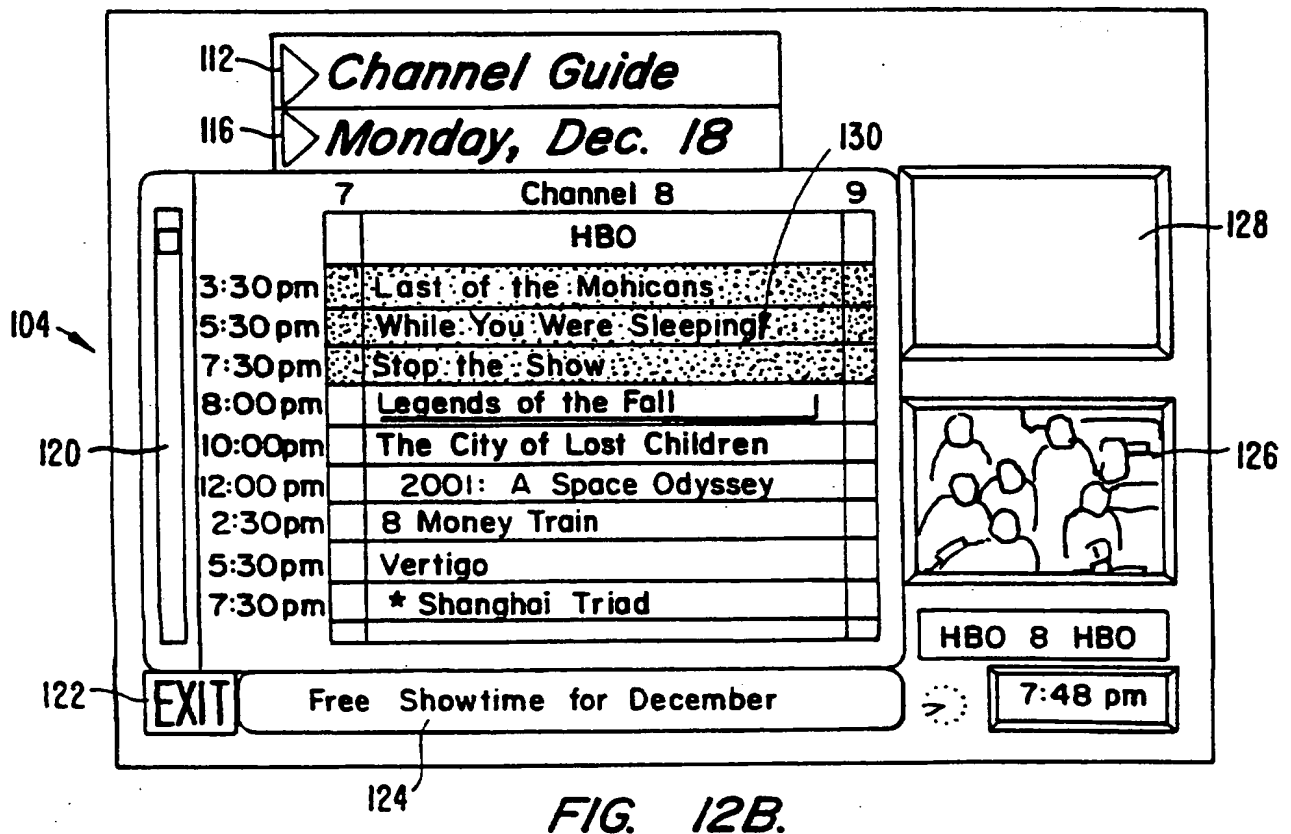 112 Channel Guide
116 Monday, Dec. 18
130
7 Channel 8 9
HBO
128
3:30pm Last of the Mohicans
104
5:30pm While You Were Sleeping
7:30pm Stop the Show
8:00pm Legends of the Fall
120
10:00pm The City of Lost Children
126
12:00 pm 2001: A Space Odyssey
2:30pm 8 Money Train
5:30pm Vertigo
7:30pm * Shanghai Triad
HBO 8 HBO
122 EXIT Free Showtime for December 7:48 pm
124
FIG. 12B.